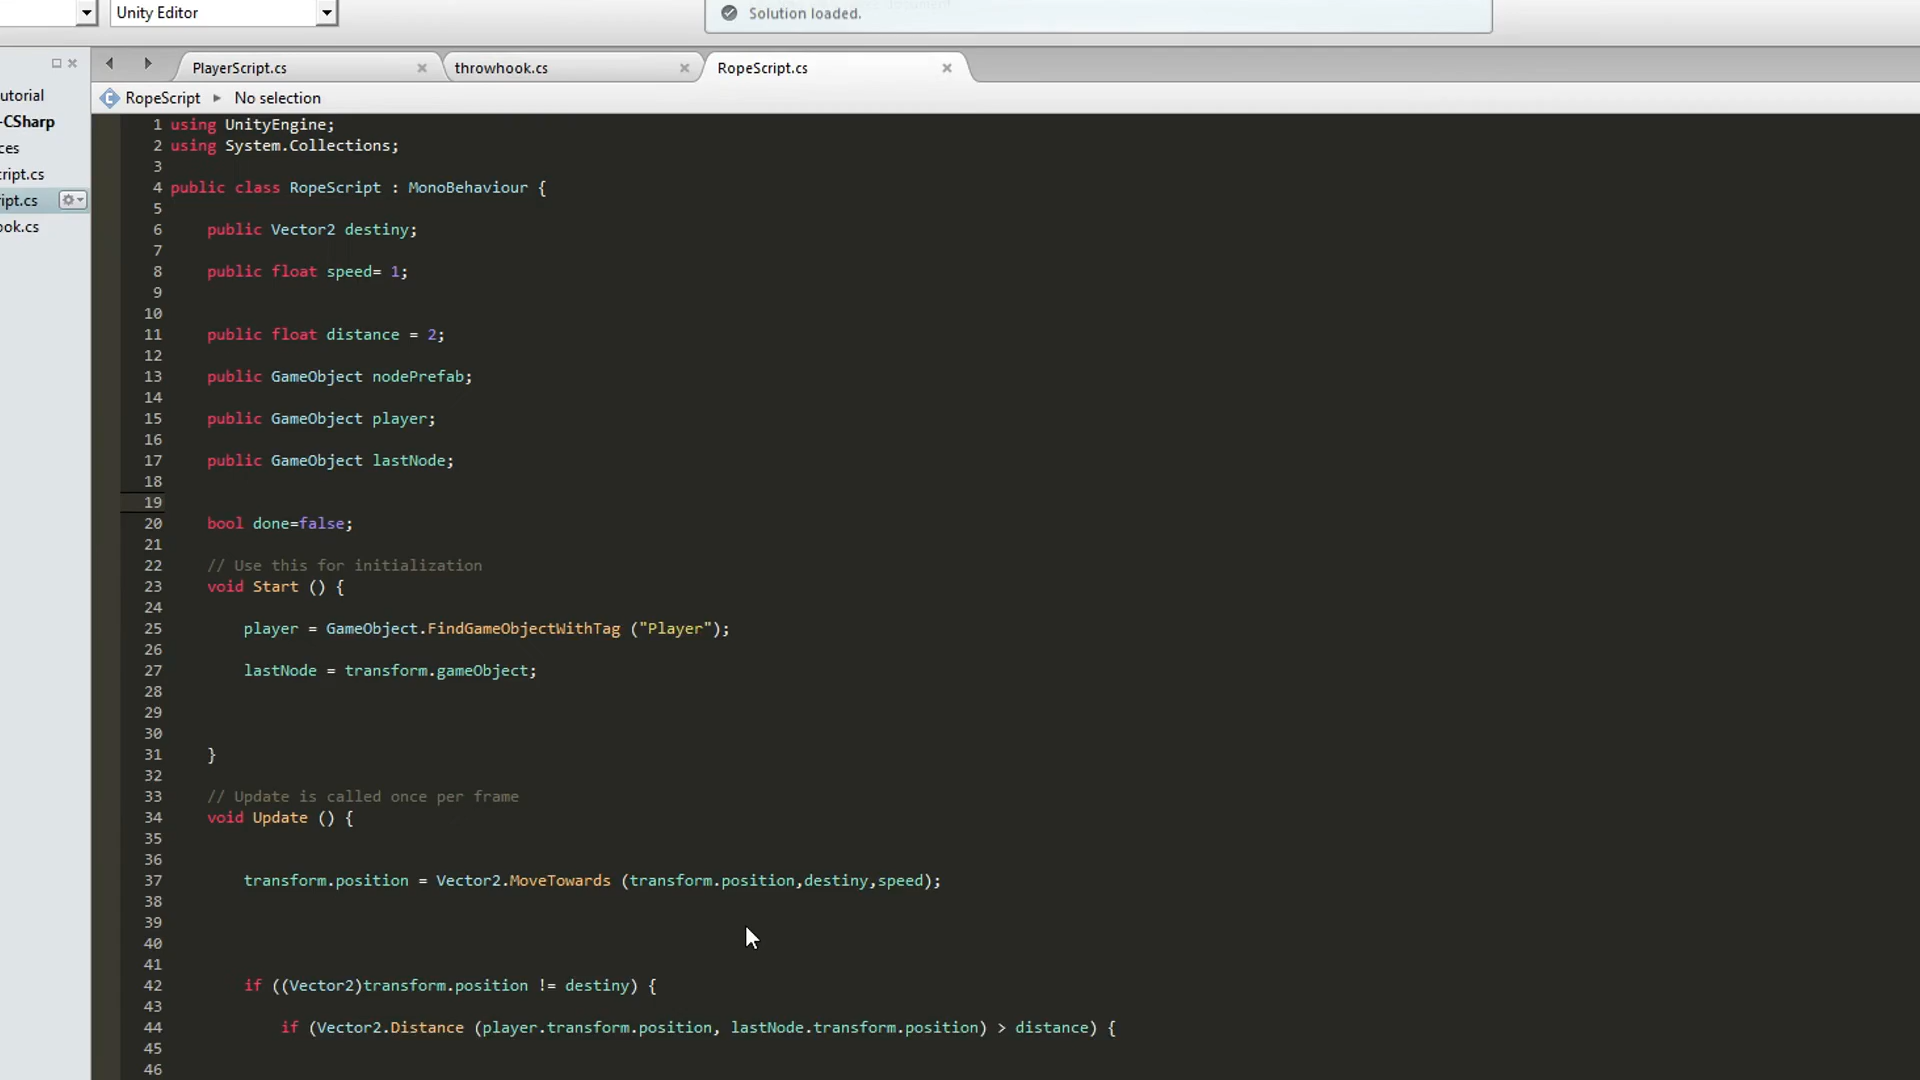 Unity Editor
Solution loaded.
PlayerScript.cs
throwhook.cs
RopeScript.cs
utorial
-CSharp
ces
ript.cs
ipt.cs
ook.cs
RopeScript No selection
1 using UnityEngine;
2 using System.Collections;
3
4 public class RopeScript : MonoBehaviour {
5
6 public Vector2 destiny;
7
8 public float speed= 1;
9
10
11 public float distance = 2;
12
13 public GameObject nodePrefab;
14
15 public GameObject player;
16
17 public GameObject lastNode;
18
19
20 bool done=false;
21
22 // Use this for initialization
23 void Start () {
24
25 player = GameObject.FindGameObjectWithTag ("Player");
26
27 lastNode = transform.gameObject;
28
29
30
31 }
32
33 // Update is called once per frame
34 void Update () {
35
36
37 transform.position = Vector2.MoveTowards (transform.position,destiny,speed);
38
39
40
41
42 if ((Vector2)transform.position != destiny) {
43
44 if (Vector2.Distance (player.transform.position, lastNode.transform.position) > distance) {
45
46